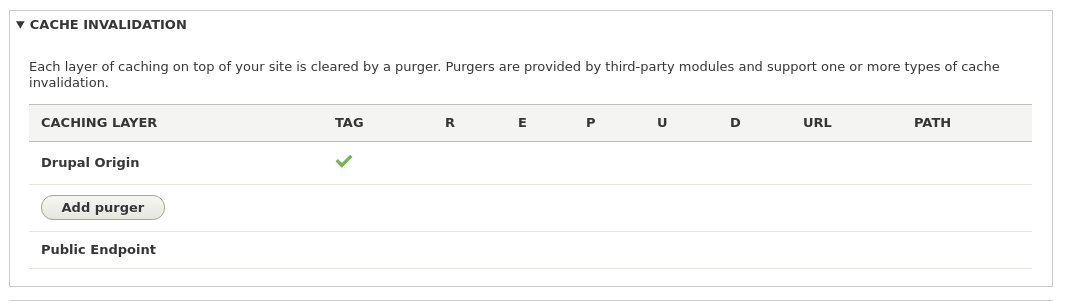 CACHE INVALIDATION
Each layer of caching on top of your site is cleared by a purger. Purgers are provided by third-party modules and support one or more types of cache
invalidation.
CACHING LAYER TAG R E P U D URL PATH
Drupal Origin
Add purger
Public Endpoint